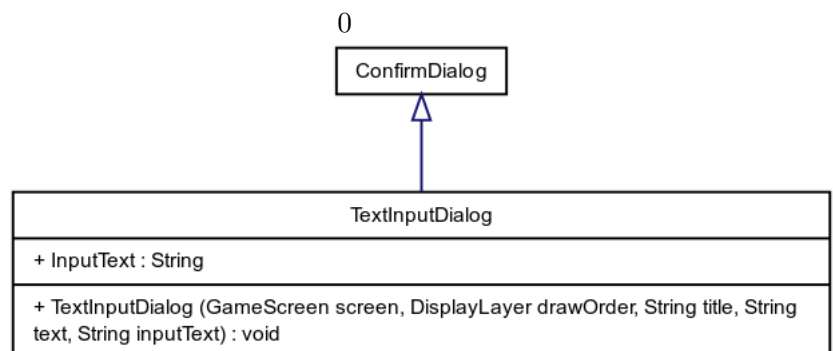 0
ConfirmDialog
TextInputDialog
+ InputText : String
+ TextInputDialog (GameScreen screen, DisplayLayer drawOrder, String title, String
text, String inputText) : void